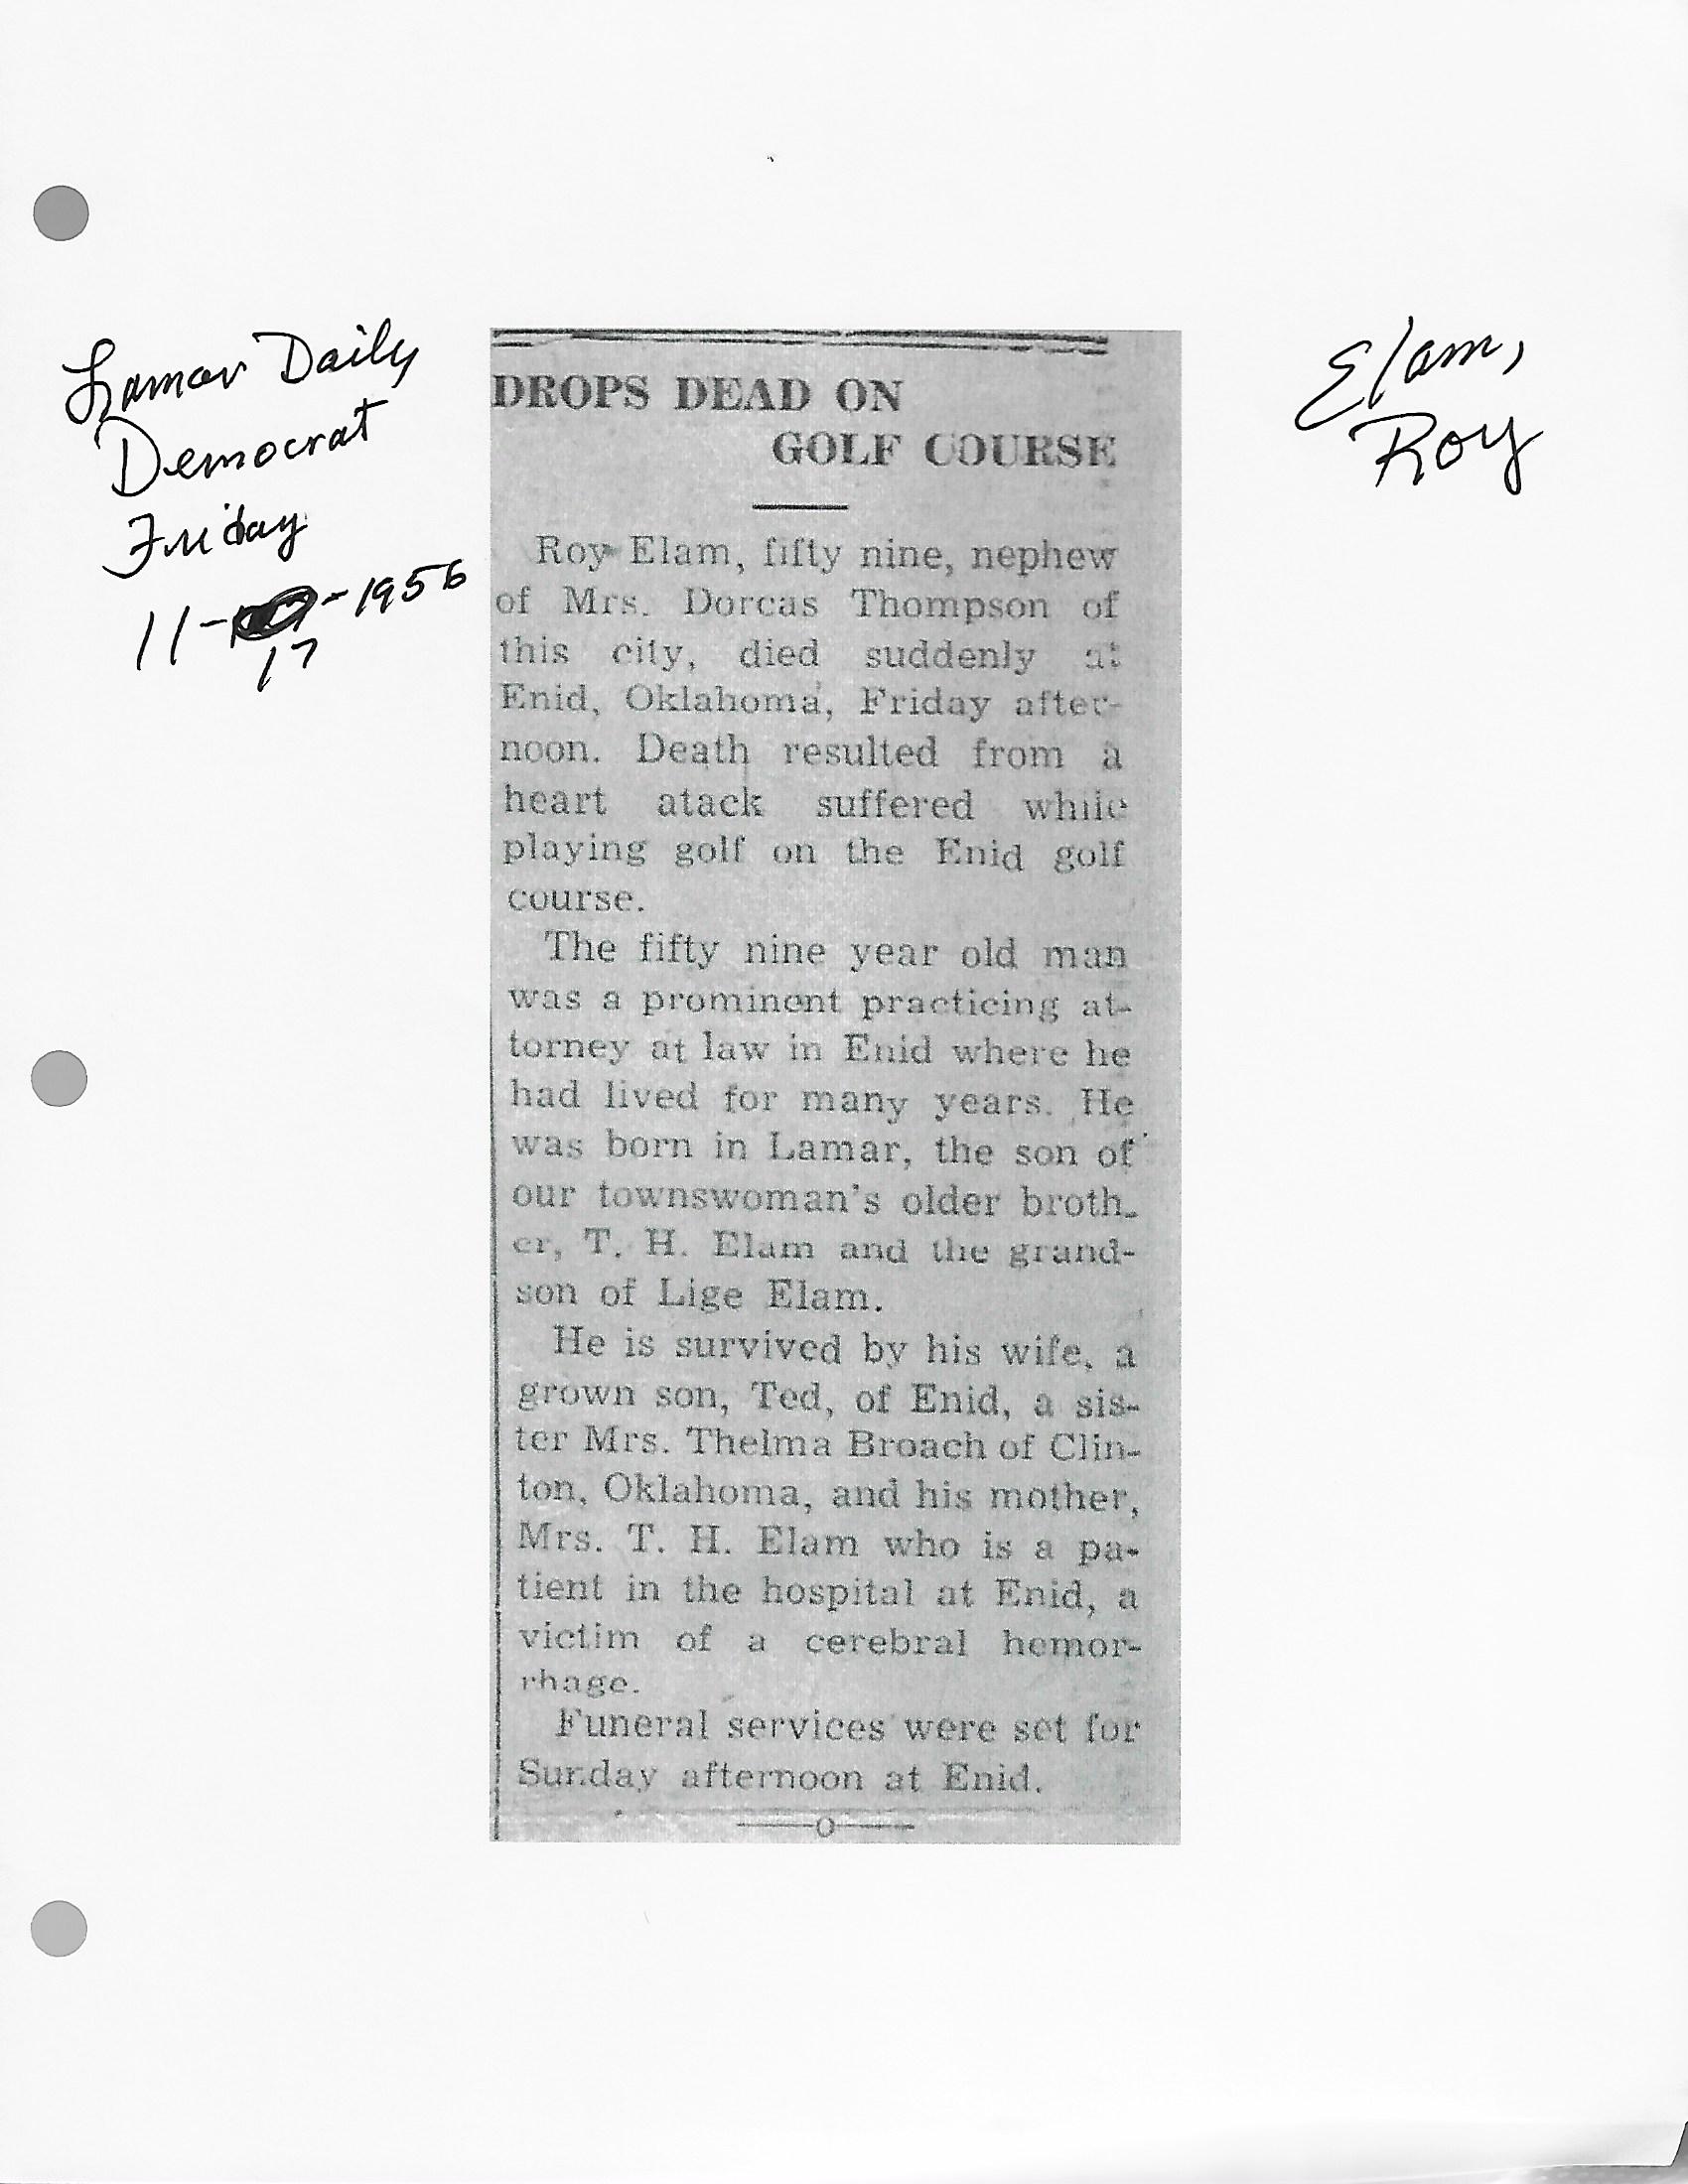 Lamar Daily
Democrat
Friday
11- -1956
17
Elam,
Roy
DROPS DEAD ON
GOLF COURSE
Roy Elam, fifty nine, nephew
of Mrs. Dorcas Thompson of
this city, died suddenly at
Enid, Oklahoma, Friday after-
noon. Death resulted from a
heart atack suffered while
playing golf on the Enid golf
course.
The fifty nine year old man
was a prominent practicing at-
torney at law in Enid where he
had lived for many years. He
was born in Lamar, the son of
our townswoman's older broth-
er, T. H. Elam and the grand-
son of Lige Elam.
He is survived by his wife, a
grown son, Ted, of Enid, a sis-
ter Mrs. Thelma Broach of Clin-
ton, Oklahoma, and his mother,
Mrs. T. H. Elam who is a pa-
tient in the hospital at Enid, a
victim of a cerebral hemor-
rhage.
Funeral services were set for
Sunday afternoon at Enid.